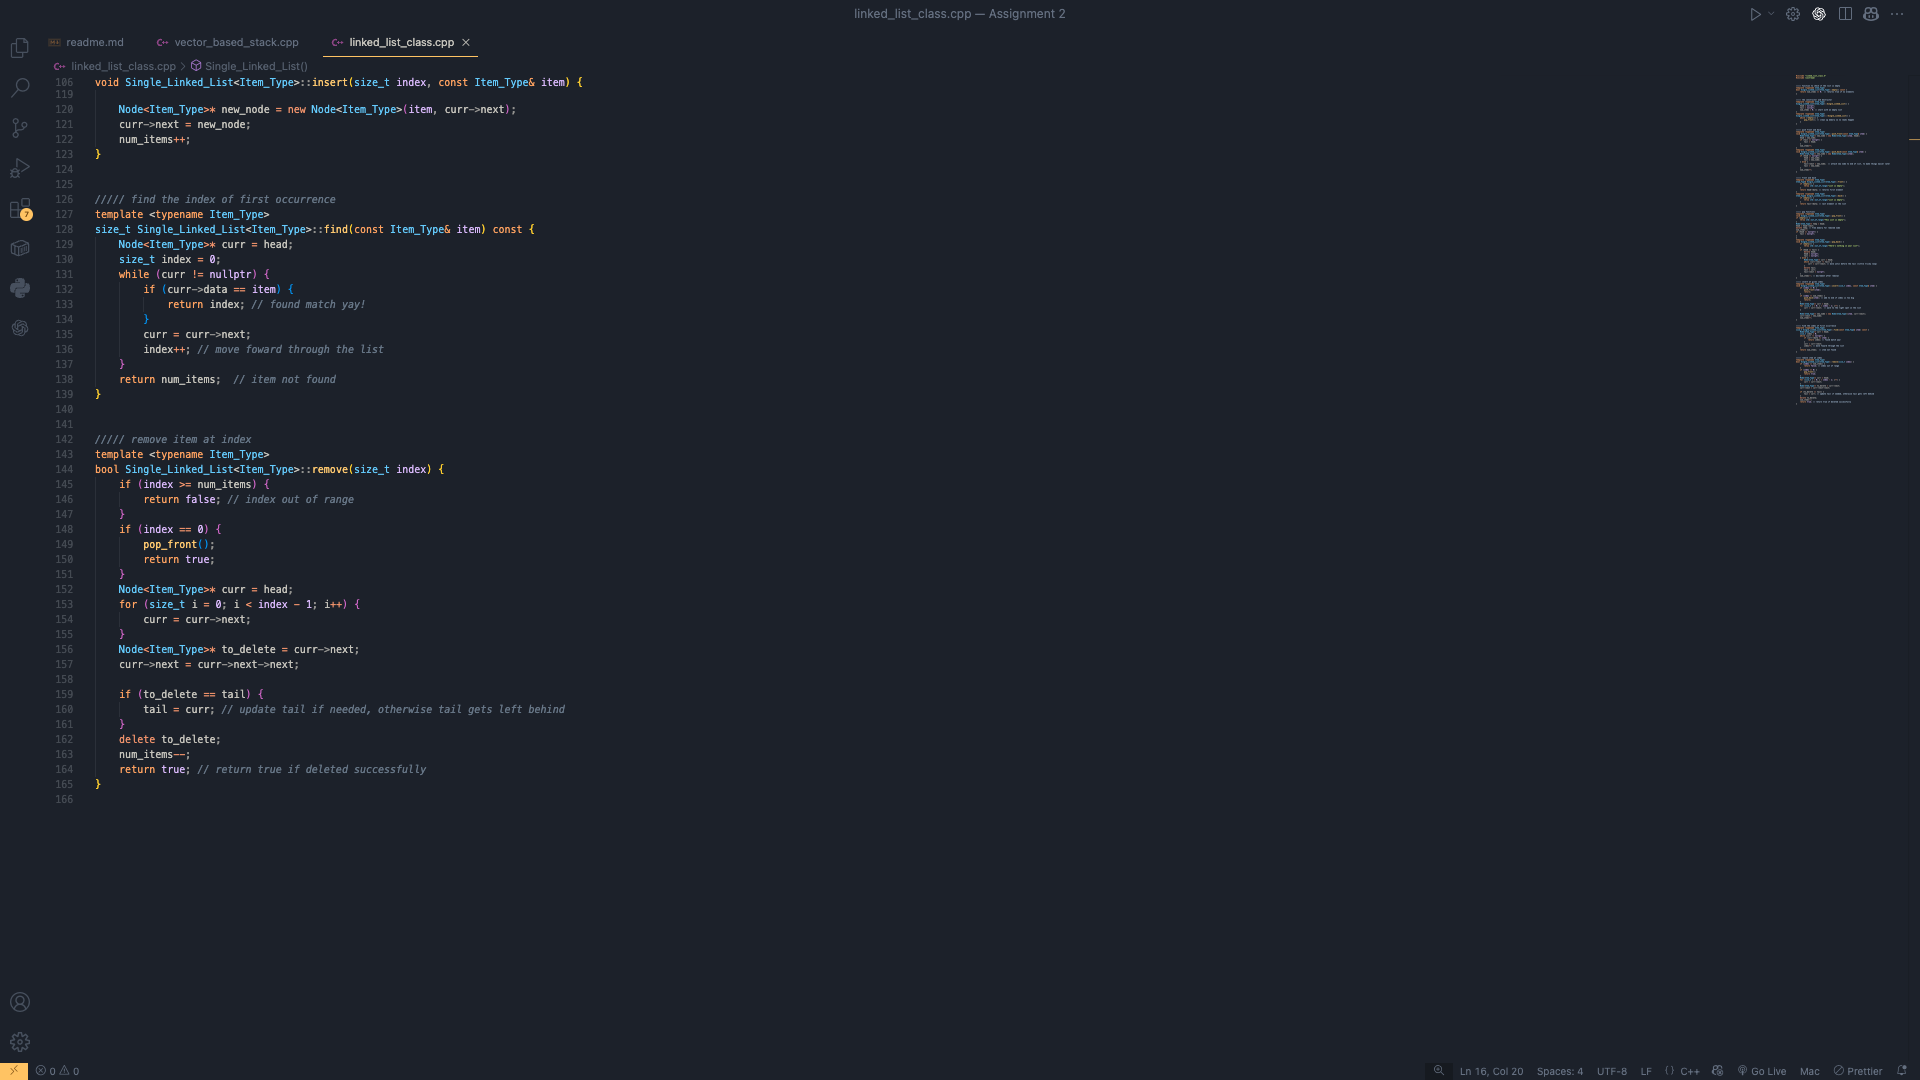 linked_list_class.cpp — Assignment 2
readme.md
C++ vector_based_stack.cpp
C++ linked_list_class.cpp
C++ linked_list_class.cpp > Single_Linked_List()
106 void Single_Linked_List<Item_Type>::insert(size_t index, const Item_Type& item) {
119
120 Node<Item_Type>* new_node = new Node<Item_Type>(item, curr->next);
121 curr->next = new_node;
122 num_items++;
123 }
124
125
126 ///// find the index of first occurrence
127 template <typename Item_Type>
128 size_t Single_Linked_List<Item_Type>::find(const Item_Type& item) const {
129 Node<Item_Type>* curr = head;
130 size_t index = 0;
131 while (curr != nullptr) {
132 if (curr->data == item) {
133 return index; // found match yay!
134 }
135 curr = curr->next;
136 index++; // move foward through the list
137 }
138 return num_items;  // item not found
139 }
140
141
142 ///// remove item at index
143 template <typename Item_Type>
144 bool Single_Linked_List<Item_Type>::remove(size_t index) {
145 if (index >= num_items) {
146 return false; // index out of range
147 }
148 if (index == 0) {
149 pop_front();
150 return true;
151 }
152 Node<Item_Type>* curr = head;
153 for (size_t i = 0; i < index - 1; i++) {
154 curr = curr->next;
155 }
156 Node<Item_Type>* to_delete = curr->next;
157 curr->next = curr->next->next;
158
159 if (to_delete == tail) {
160 tail = curr; // update tail if needed, otherwise tail gets left behind
161 }
162 delete to_delete;
163 num_items--;
164 return true; // return true if deleted successfully
165 }
166
7
0 0
Ln 16, Col 20 Spaces: 4 UTF-8 LF {} C++ Go Live Mac Prettier